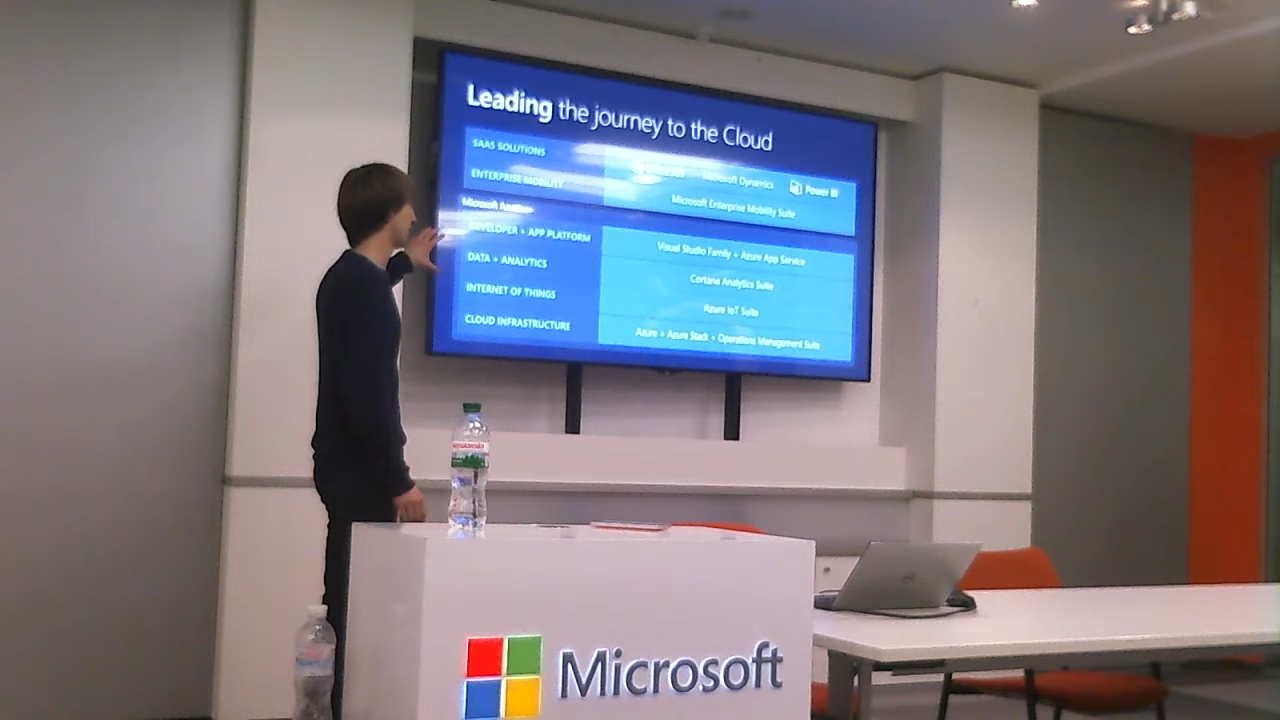 Leading the journey to the Cloud
SAAS SOLUTIONS
Microsoft Dynamics
Power BI
ENTERPRISE MOBILITY
Microsoft Enterprise Mobility Suite
Microsoft Azure
DEVELOPER + APP PLATFORM
Visual Studio Family + Azure App Service
DATA + ANALYTICS
Cortana Analytics Suite
INTERNET OF THINGS
Azure IoT Suite
CLOUD INFRASTRUCTURE
Azure + Azure Stack + Operations Management Suite
Microsoft